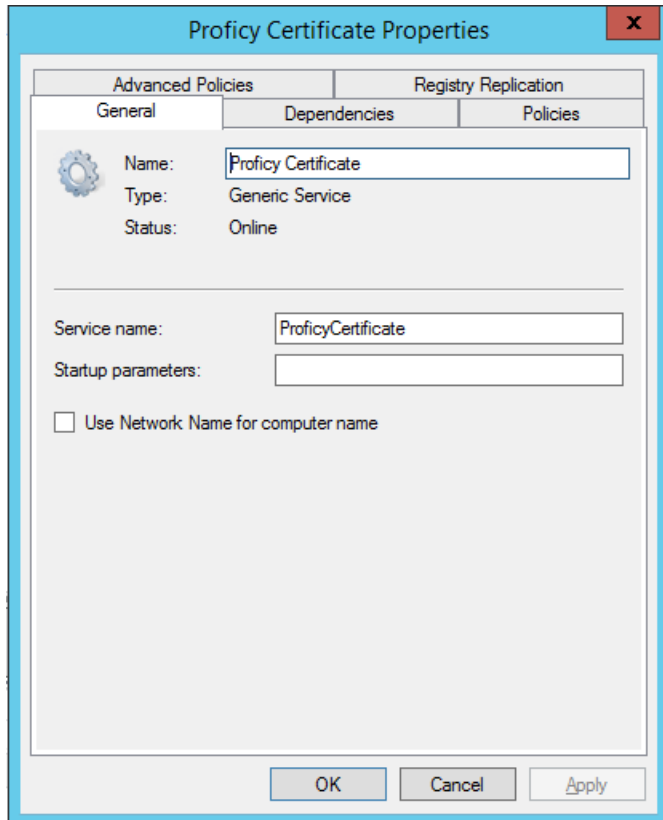 Proficy Certificate Properties
x
Advanced Policies Registry Replication
General Dependencies Policies
Name: Proficy Certificate
Type: Generic Service
Status: Online
Service name: ProficyCertificate
Startup parameters:
Use Network Name for computer name
OK Cancel Apply